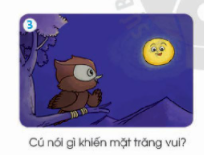 3
Cú nói gì khiến mặt trăng vui?